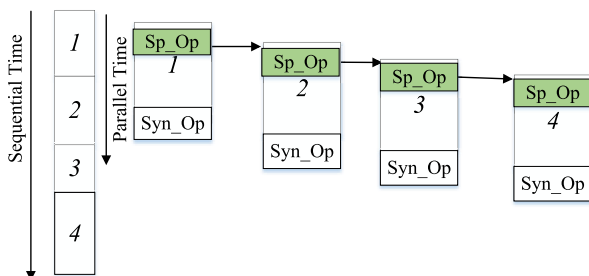 Sequential Time
1
2
3
4
Parallel Time
Sp_Op
1
Syn_Op
Sp_Op
2
Syn_Op
Sp_Op
3
Syn_Op
Sp_Op
4
Syn_Op